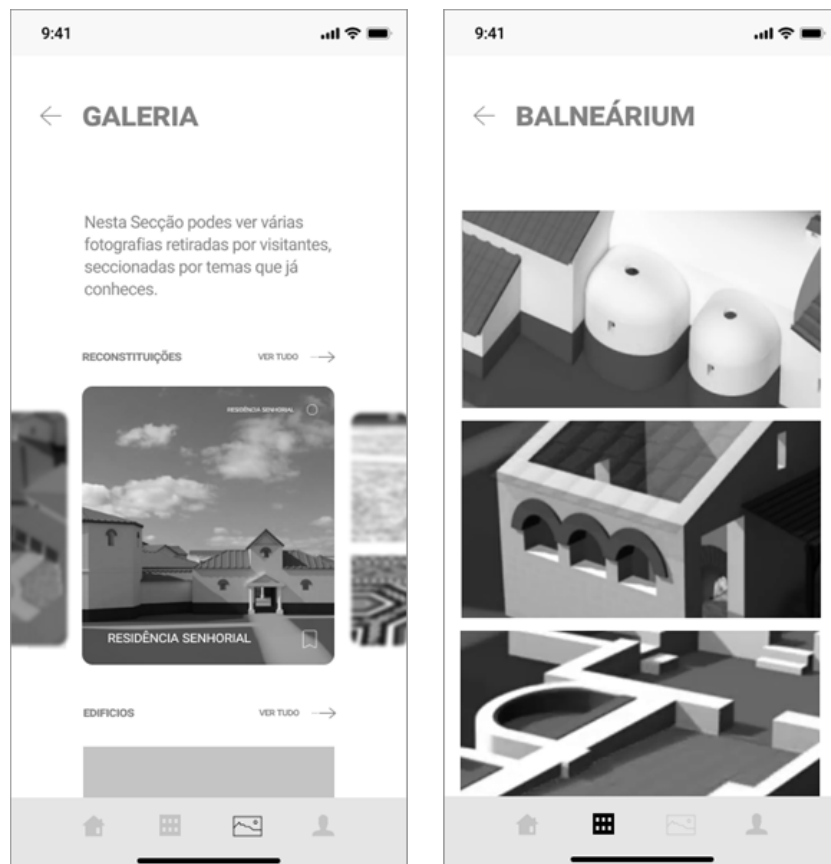 9:41
GALERIA
Nesta Secção podes ver várias
fotografias retiradas por visitantes,
seccionadas por temas que já
conheces.
RECONSTITUIÇÕES VER TUDO
RESIDÊNCIA SENHORIAL
RESIDÊNCIA SENHORIAL
EDIFICIOS VER TUDO
9:41
BALNEÁRIUM